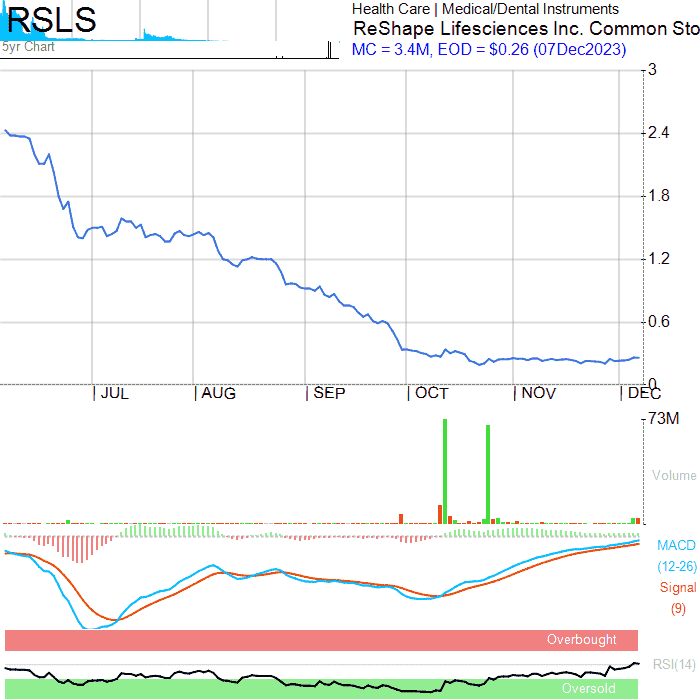 RSLS
Health Care | Medical/Dental Instruments
ReShape Lifesciences Inc. Common Sto
MC = 3.4M, EOD = $0.26 (07Dec2023)
5yr Chart
3
2.4
1.8
1.2
0.6
0
JUL
AUG
SEP
OCT
NOV
DEC
73M
Volume
MACD
(12-26)
Signal
(9)
Overbought
RSI(14)
Oversold